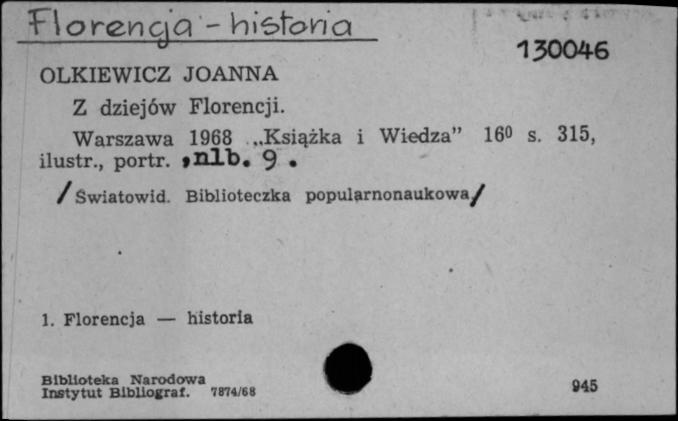 Florencja - historia
130046
OLKIEWICZ JOANNA
Z dziejów Florencji.
Warszawa 1968 „Książka i Wiedza” 16⁰ s. 315,
ilustr., portr. ,nlb. 9 .
/ Światowid. Biblioteczka popularnonaukowa/
1. Florencja — historia
Biblioteka Narodowa
Instytut Bibliograf. 7874/68
945